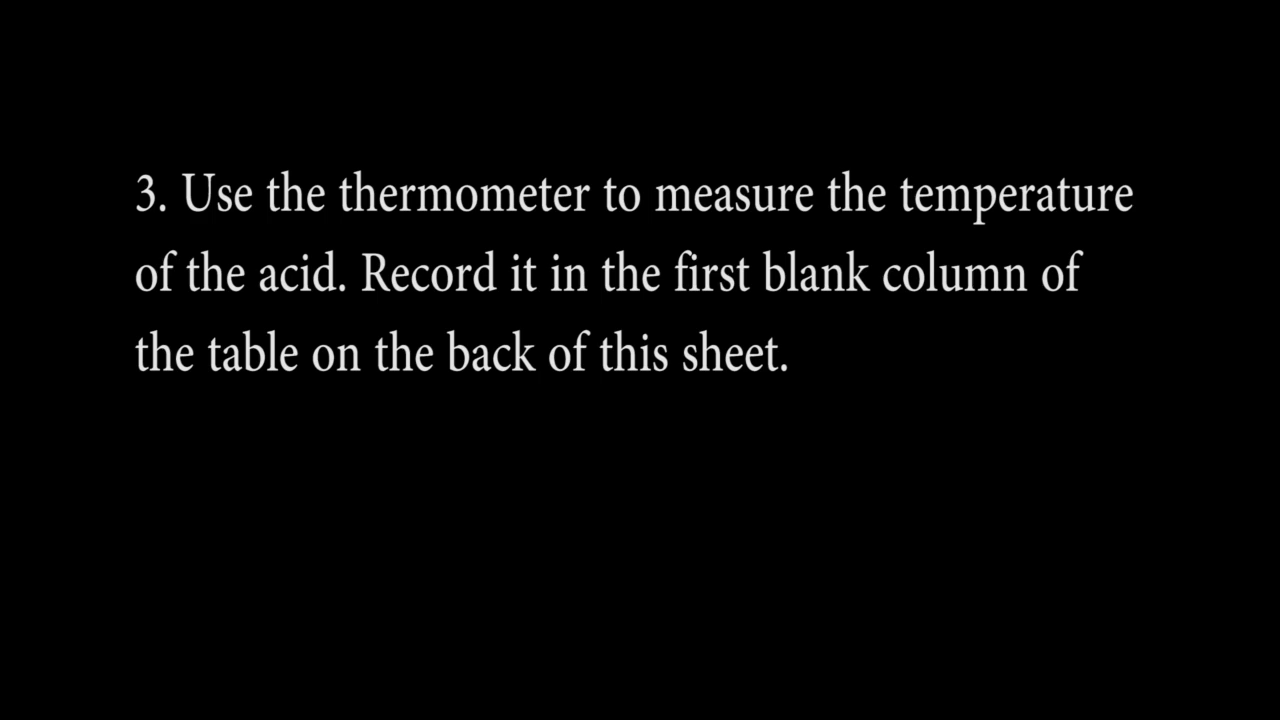 3. Use the thermometer to measure the temperature
of the acid. Record it in the first blank column of
the table on the back of this sheet.